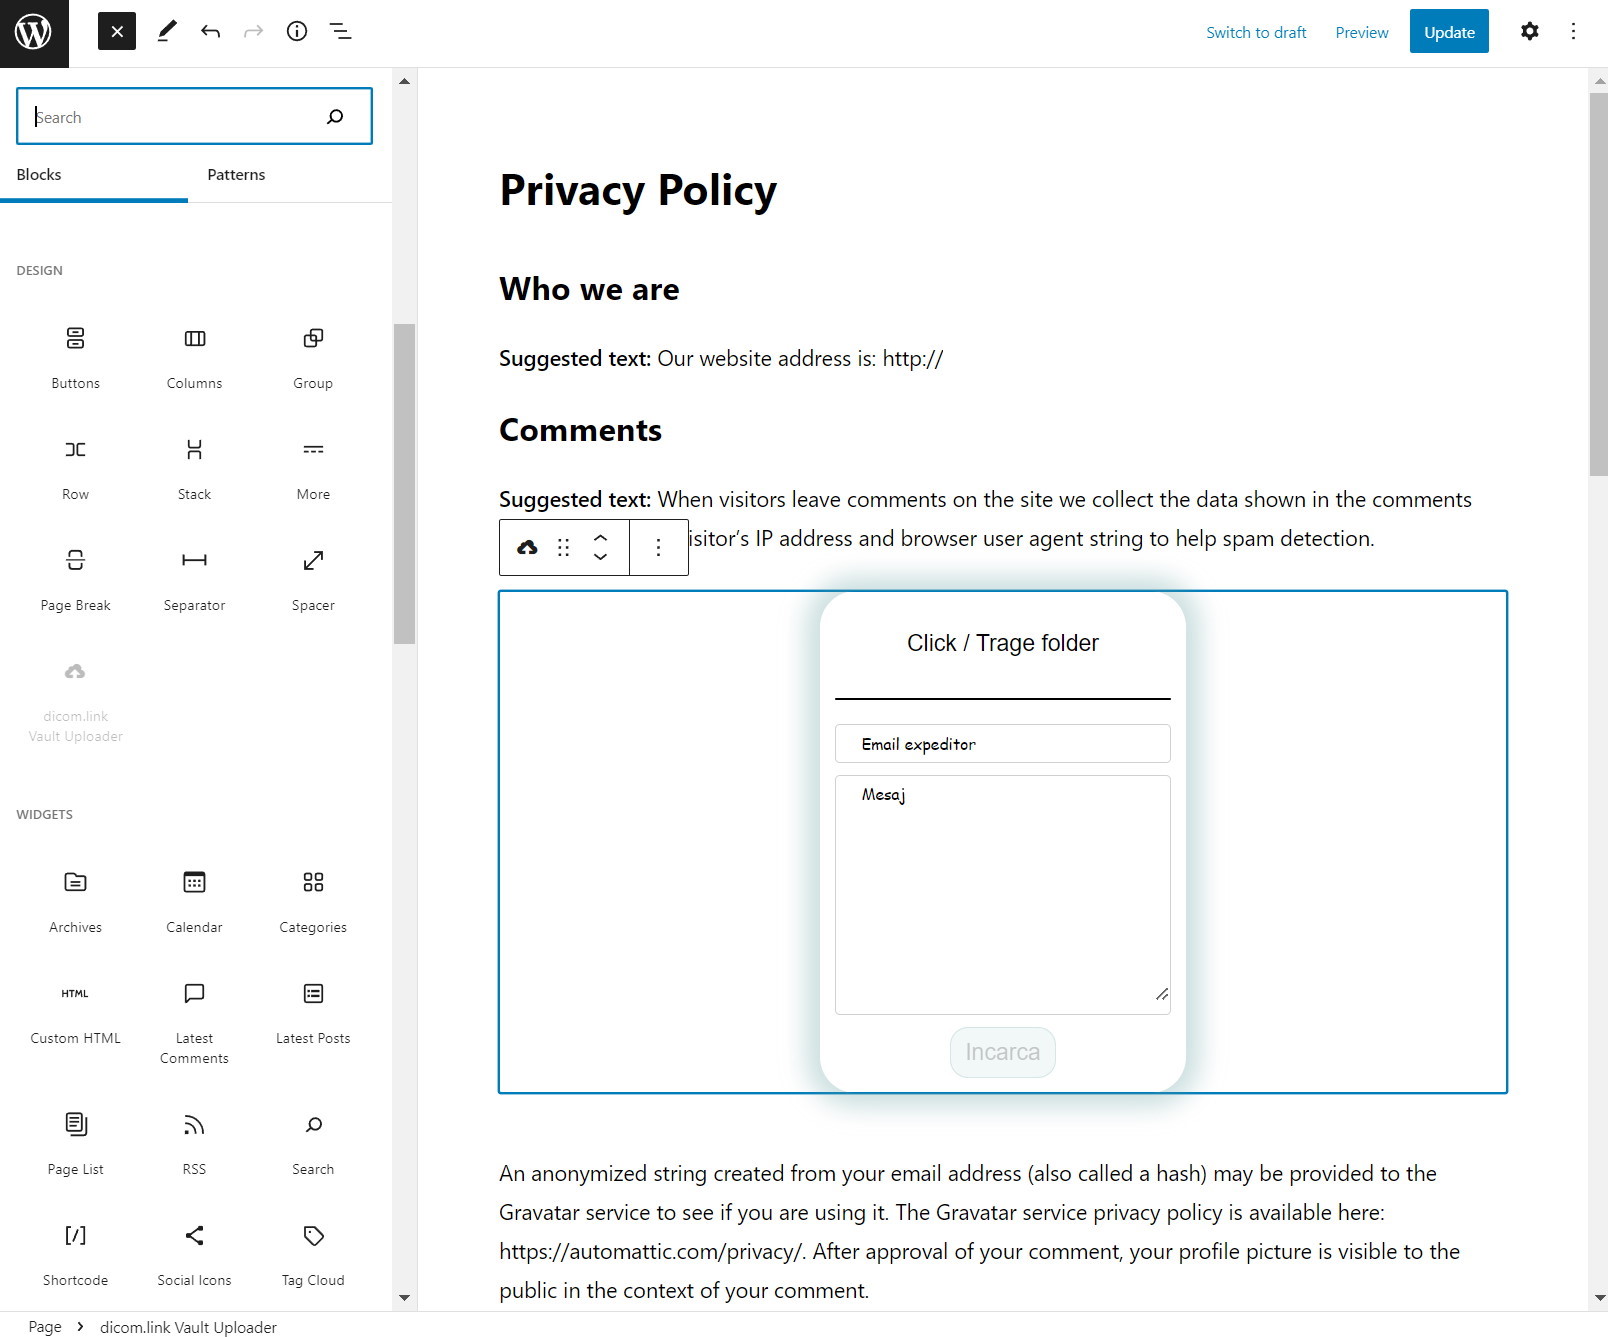 Switch to draft
Preview
Update
Search
Blocks
Patterns
DESIGN
Buttons
Columns
Group
Row
Stack
More
Page Break
Separator
Spacer
dicom.link
Vault Uploader
WIDGETS
Archives
Calendar
Categories
HTML
Custom HTML
Latest
Comments
Latest Posts
Page List
RSS
Search
[/]
Shortcode
Social Icons
Tag Cloud
Privacy Policy
Who we are
Suggested text: Our website address is: http://
Comments
Suggested text: When visitors leave comments on the site we collect the data shown in the comments
isitor’s IP address and browser user agent string to help spam detection.
Click / Trage folder
Email expeditor
Mesaj
Incarca
An anonymized string created from your email address (also called a hash) may be provided to the
Gravatar service to see if you are using it. The Gravatar service privacy policy is available here:
https://automattic.com/privacy/. After approval of your comment, your profile picture is visible to the
public in the context of your comment.
Page > dicom.link Vault Uploader